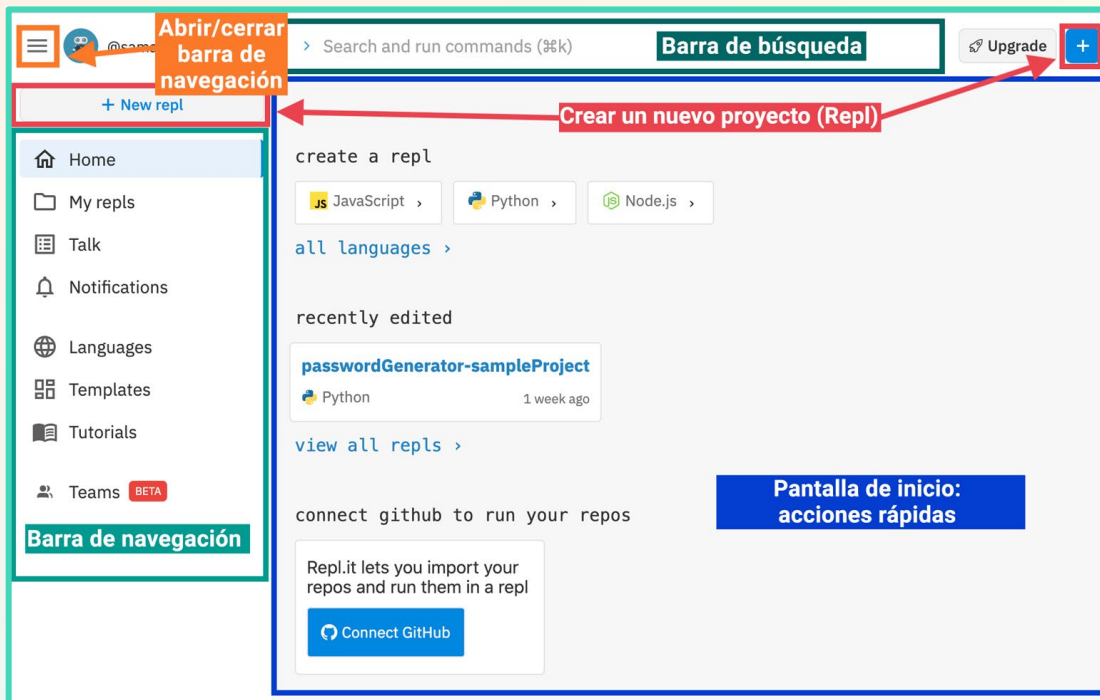 Abrir/cerrar
barra de
navegación
> Search and run commands (⌘k)
Barra de búsqueda
Upgrade
+
+ New repl
Crear un nuevo proyecto (Repl)
Home
My repls
Talk
Notifications
Languages
Templates
Tutorials
Teams BETA
Barra de navegación
create a repl
JS JavaScript >
Python >
JS Node.js >
all languages >
recently edited
passwordGenerator-sampleProject
Python 1 week ago
view all repls >
Pantalla de inicio:
acciones rápidas
connect github to run your repos
Repl.it lets you import your
repos and run them in a repl
Connect GitHub